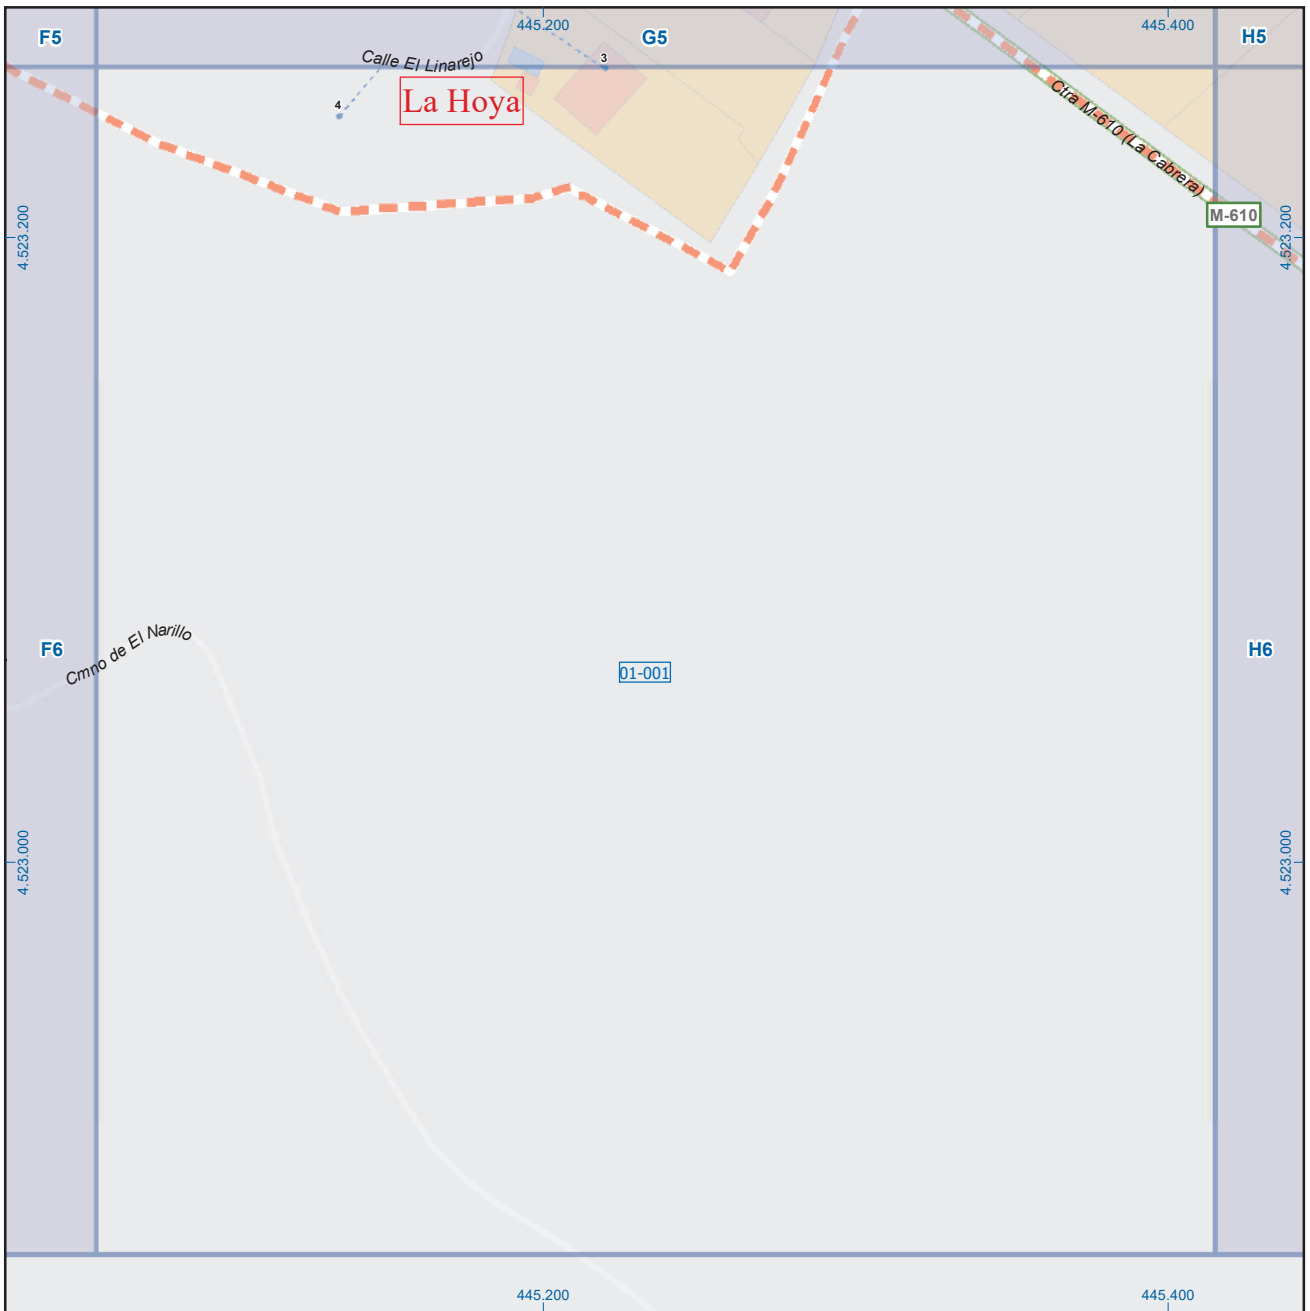 445.200
445.400
F5
G5
H5
Calle El Linarejo
3
4
La Hoya
Ctra M-610 (La Cabrera)
M-610
4.523.200
4.523.200
Cmno de El Narillo
F6
01-001
H6
4.523.000
4.523.000
445.200
445.400